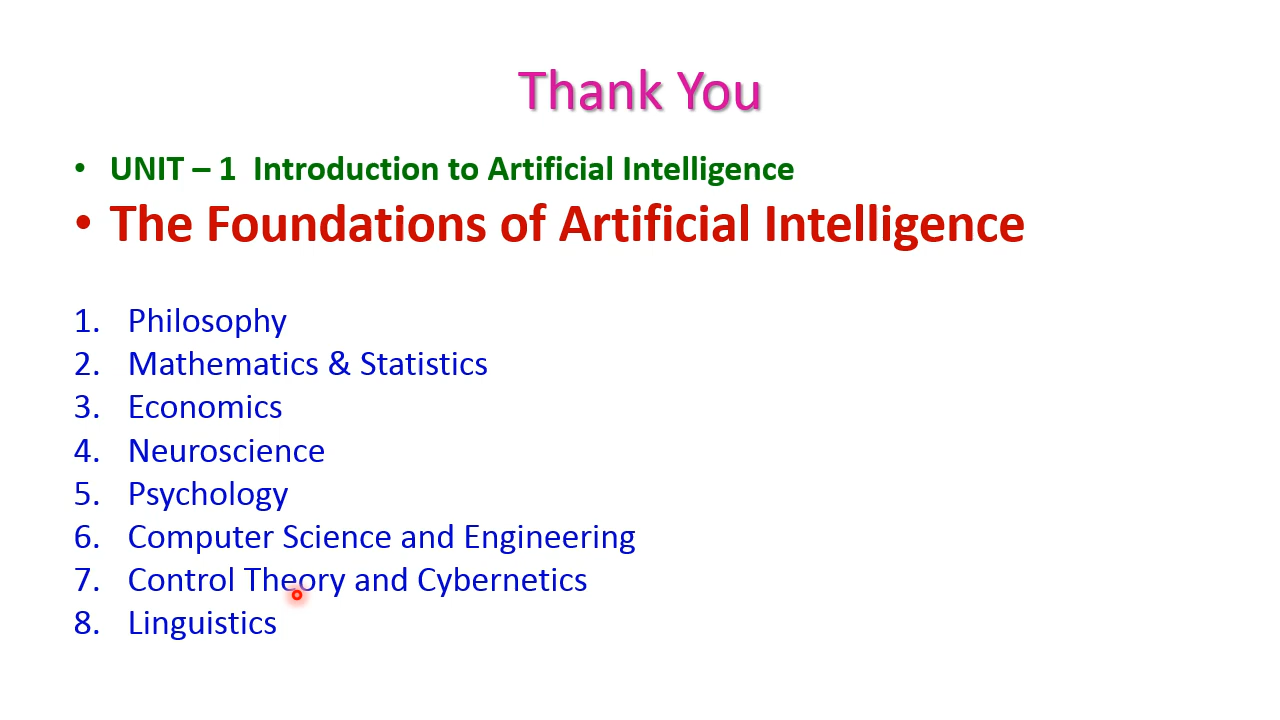 Thank You
• UNIT – 1  Introduction to Artificial Intelligence
• The Foundations of Artificial Intelligence
1. Philosophy
2. Mathematics & Statistics
3. Economics
4. Neuroscience
5. Psychology
6. Computer Science and Engineering
7. Control Theory and Cybernetics
8. Linguistics